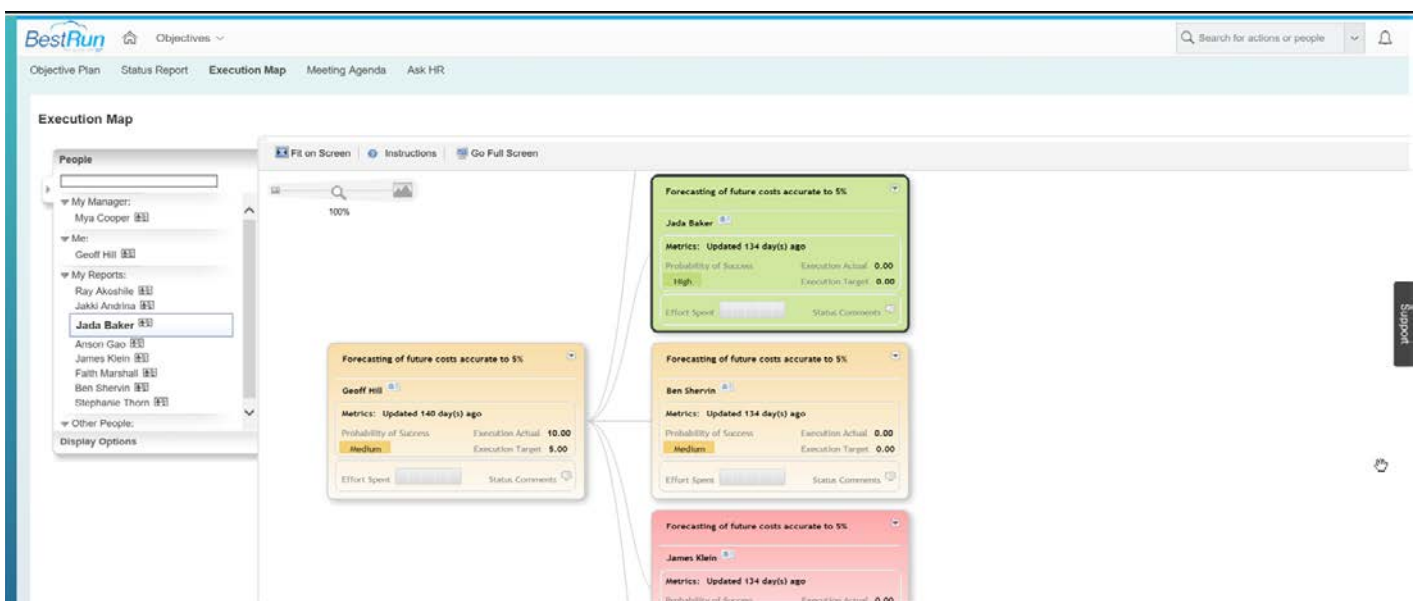 BestRun Objectives Search for actions or people
Objective Plan Status Report Execution Map Meeting Agenda Ask HR
Execution Map
People
My Manager:
Mya Cooper
Me:
Geoff Hill
My Reports:
Ray Akoshile
Jakki Andrina
Jada Baker
Anson Gao
James Klein
Faith Marshall
Ben Shervin
Stephanie Thorn
Other People:
Display Options
Fit on Screen Instructions Go Full Screen
100%
Forecasting of future costs accurate to 5%
Jada Baker
Metrics: Updated 134 day(s) ago
Probability of Success Execution Actual 0.00
High Execution Target 0.00
Effort Spent Status Comments
Forecasting of future costs accurate to 5%
Geoff Hill
Metrics: Updated 140 day(s) ago
Probability of Success Execution Actual 10.00
Medium Execution Target 5.00
Effort Spent Status Comments
Forecasting of future costs accurate to 5%
Ben Shervin
Metrics: Updated 134 day(s) ago
Probability of Success Execution Actual 0.00
Medium Execution Target 0.00
Effort Spent Status Comments
Forecasting of future costs accurate to 5%
James Klein
Metrics: Updated 134 day(s) ago
Probability of Success Execution Actual 0.00
Support